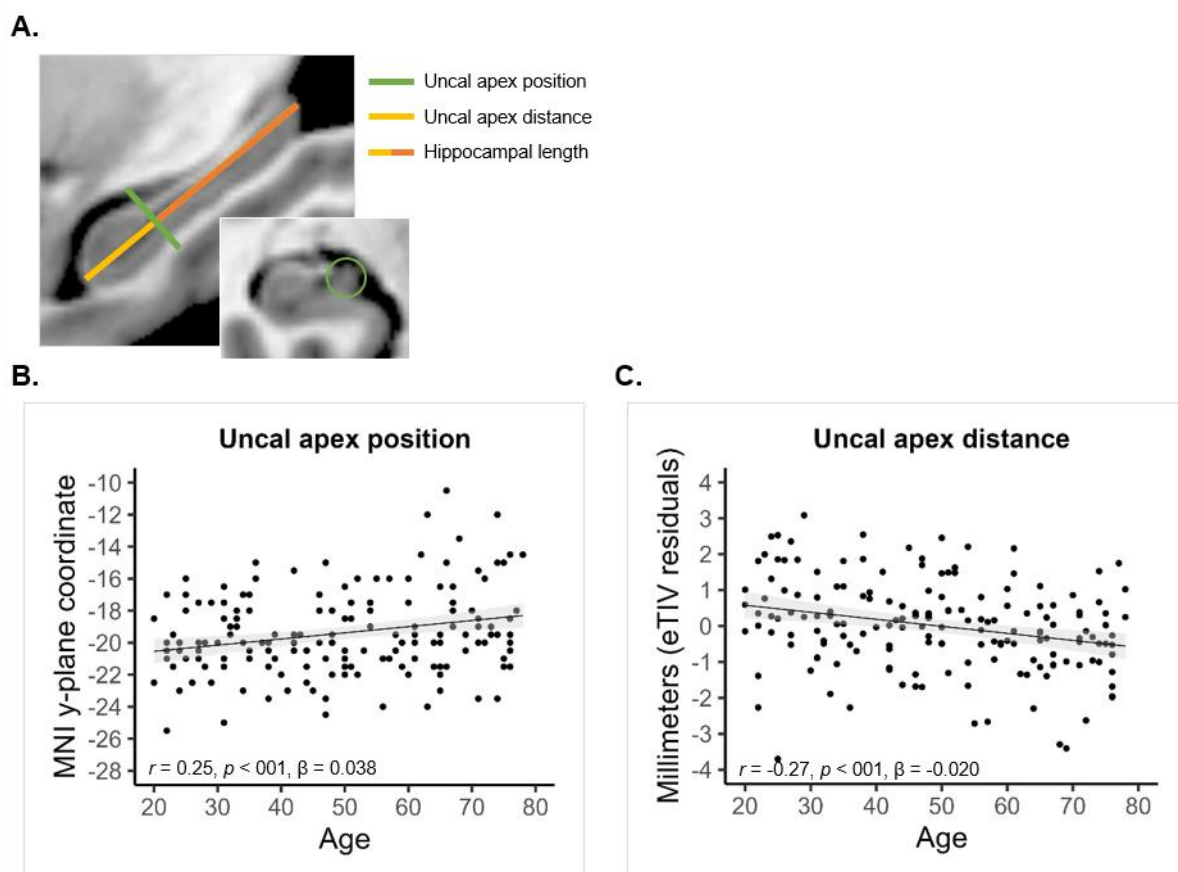 A.
Uncal apex position
Uncal apex distance
Hippocampal length
B.
Uncal apex position
MNI y-plane coordinate
-10
-12
-14
-16
-18
-20
-22
-24
-26
-28
r = 0.25, p < 001, β = 0.038
20 30 40 50 60 70 80
Age
C.
Uncal apex distance
Millimeters (eTIV residuals)
4
3
2
1
0
-1
-2
-3
-4
r = -0.27, p < 001, β = -0.020
20 30 40 50 60 70 80
Age